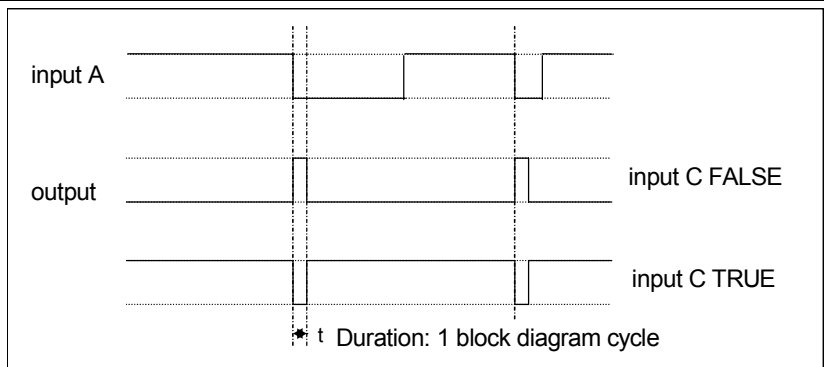 input A
input C FALSE
output
input C TRUE
t Duration: 1 block diagram cycle